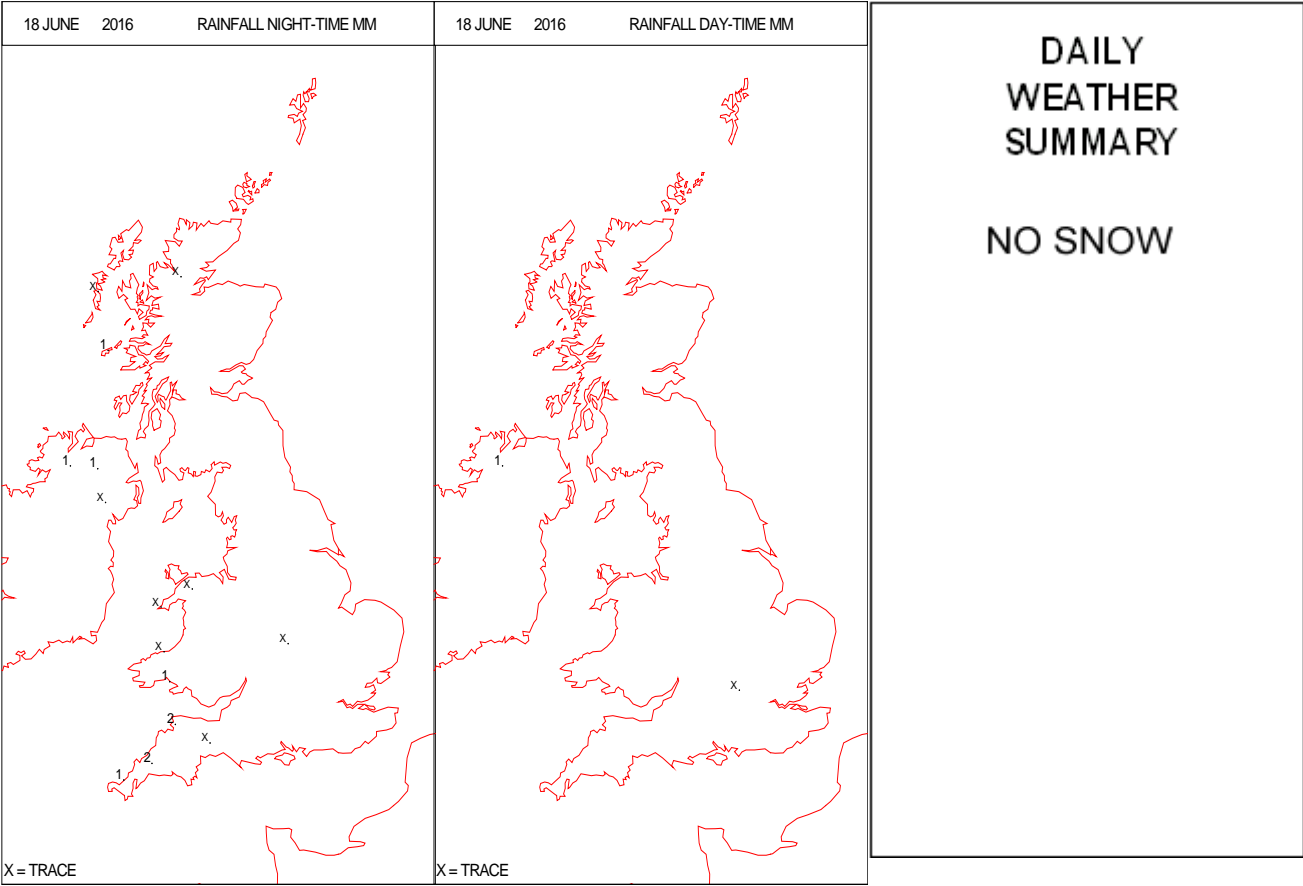 18 JUNE 2016 RAINFALL NIGHT-TIME MM
X.
X
1.
1. 1.
X.
X.
X
X.
X.
1
2.
X.
2.
1.
X = TRACE
18 JUNE 2016 RAINFALL DAY-TIME MM
1.
X.
X = TRACE
DAILY
WEATHER
SUMMARY
NO SNOW